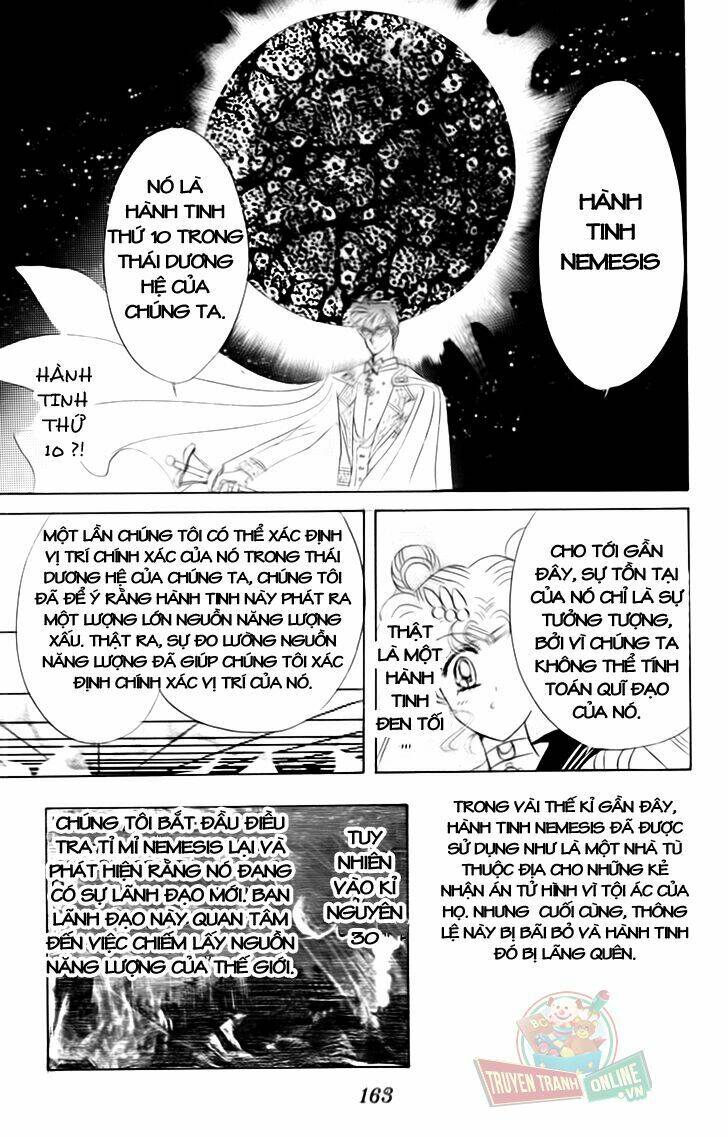 HÀNH
TINH
NEMESIS
NÓ LÀ
HÀNH TINH
THỨ 10 TRONG
THÁI DƯƠNG
HỆ CỦA
CHÚNG TA.
HÀNH
TINH
THỨ
10 ?!
CHO TỚI GẦN
ĐÂY, SỰ TỒN TẠI
CỦA NÓ CHỈ LÀ SỰ
TƯỞNG TƯỢNG,
BỞI VÌ CHÚNG TA
KHÔNG THỂ TÍNH
TOÁN QUĨ ĐẠO
CỦA NÓ.
THẬT
LÀ MỘT
HÀNH
TINH
ĐEN TỐI
...
MỘT LẦN CHÚNG TÔI CÓ THỂ XÁC ĐỊNH
VỊ TRÍ CHÍNH XÁC CỦA NÓ TRONG THÁI
DƯƠNG HỆ CỦA CHÚNG TA, CHÚNG TÔI
ĐÃ ĐỂ Ý RẰNG HÀNH TINH NÀY PHÁT RA
MỘT LƯỢNG LỚN NGUỒN NĂNG LƯỢNG
XẤU. THẬT RA, SỰ ĐO LƯỜNG NGUỒN
NĂNG LƯỢNG ĐÃ GIÚP CHÚNG TÔI XÁC
ĐỊNH CHÍNH XÁC VỊ TRÍ CỦA NÓ.
TRONG VÀI THẾ KỈ GẦN ĐÂY,
HÀNH TINH NEMESIS ĐÃ ĐƯỢC
SỬ DỤNG NHƯ LÀ MỘT NHÀ TÙ
THUỘC ĐỊA CHO NHỮNG KẺ
NHẬN ÁN TỬ HÌNH VÌ TỘI ÁC CỦA
HỌ. NHƯNG CUỐI CÙNG, THÔNG
LỆ NÀY BỊ BÃI BỎ VÀ HÀNH TINH
ĐÓ BỊ LÃNG QUÊN.
TUY
NHIÊN
VÀO KỈ
NGUYÊN
30
CHÚNG TÔI BẮT ĐẦU ĐIỀU
TRA TỈ MỈ NEMESIS LẠI VÀ
PHÁT HIỆN RẰNG NÓ ĐANG
CÓ SỰ LÃNH ĐẠO MỚI. BAN
LÃNH ĐẠO NÀY QUAN TÂM
ĐẾN VIỆC CHIẾM LẤY NGUỒN
NĂNG LƯỢNG CỦA THẾ GIỚI.
163
TRUYEN TRANH
ONLINE
.VN